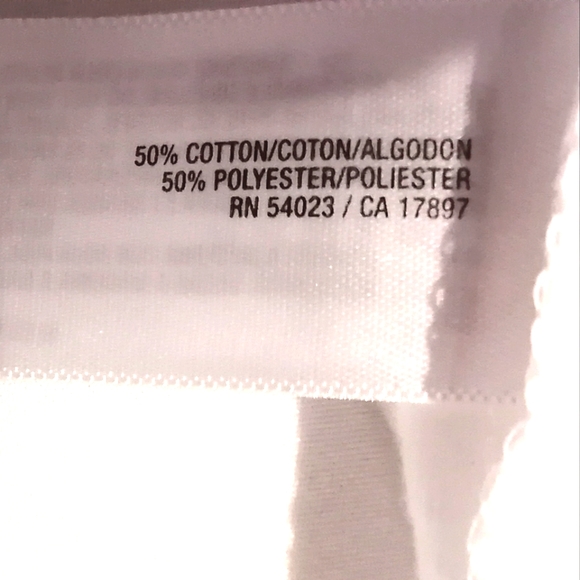 50% COTTON/COTON/ALGODON
50% POLYESTER/POLIESTER
RN 54023 / CA 17897